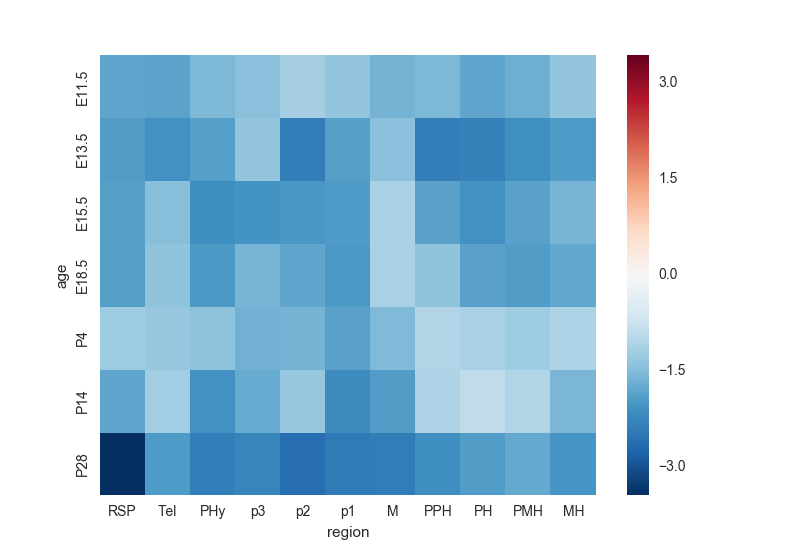 E11.5
E13.5
E15.5
E18.5
P4
P14
P28
age
RSP Tel PHy p3 p2 p1 M PPH PH PMH MH
region
3.0
1.5
0.0
−1.5
−3.0